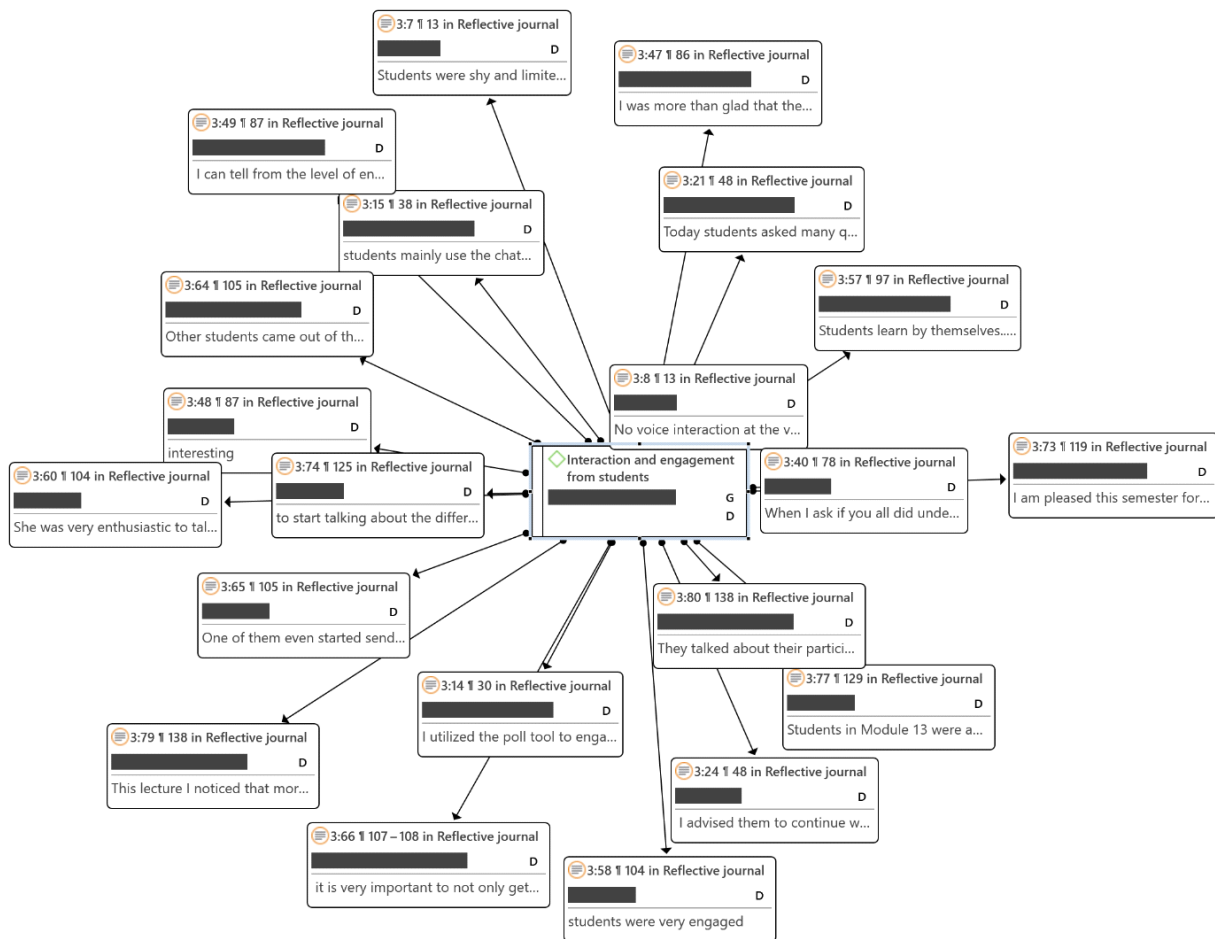 3:7 ¶ 13 in Reflective journal
D
Students were shy and limite...
3:47 ¶ 86 in Reflective journal
D
I was more than glad that the...
3:49 ¶ 87 in Reflective journal
D
I can tell from the level of en...
3:21 ¶ 48 in Reflective journal
D
Today students asked many q...
3:15 ¶ 38 in Reflective journal
D
students mainly use the chat...
3:64 ¶ 105 in Reflective journal
D
Other students came out of th...
3:57 ¶ 97 in Reflective journal
D
Students learn by themselves.....
3:8 ¶ 13 in Reflective journal
D
No voice interaction at the v...
3:48 ¶ 87 in Reflective journal
D
interesting
3:60 ¶ 104 in Reflective journal
D
She was very enthusiastic to tal...
3:74 ¶ 125 in Reflective journal
D
to start talking about the differ...
Interaction and engagement
from students
G
D
3:40 ¶ 78 in Reflective journal
D
When I ask if you all did unde...
3:73 ¶ 119 in Reflective journal
D
I am pleased this semester for...
3:65 ¶ 105 in Reflective journal
D
One of them even started send...
3:80 ¶ 138 in Reflective journal
D
They talked about their partici...
3:14 ¶ 30 in Reflective journal
D
I utilized the poll tool to enga...
3:77 ¶ 129 in Reflective journal
D
Students in Module 13 were a...
3:79 ¶ 138 in Reflective journal
D
This lecture I noticed that mor...
3:24 ¶ 48 in Reflective journal
D
I advised them to continue w...
3:66 ¶ 107 – 108 in Reflective journal
D
it is very important to not only get...
3:58 ¶ 104 in Reflective journal
D
students were very engaged